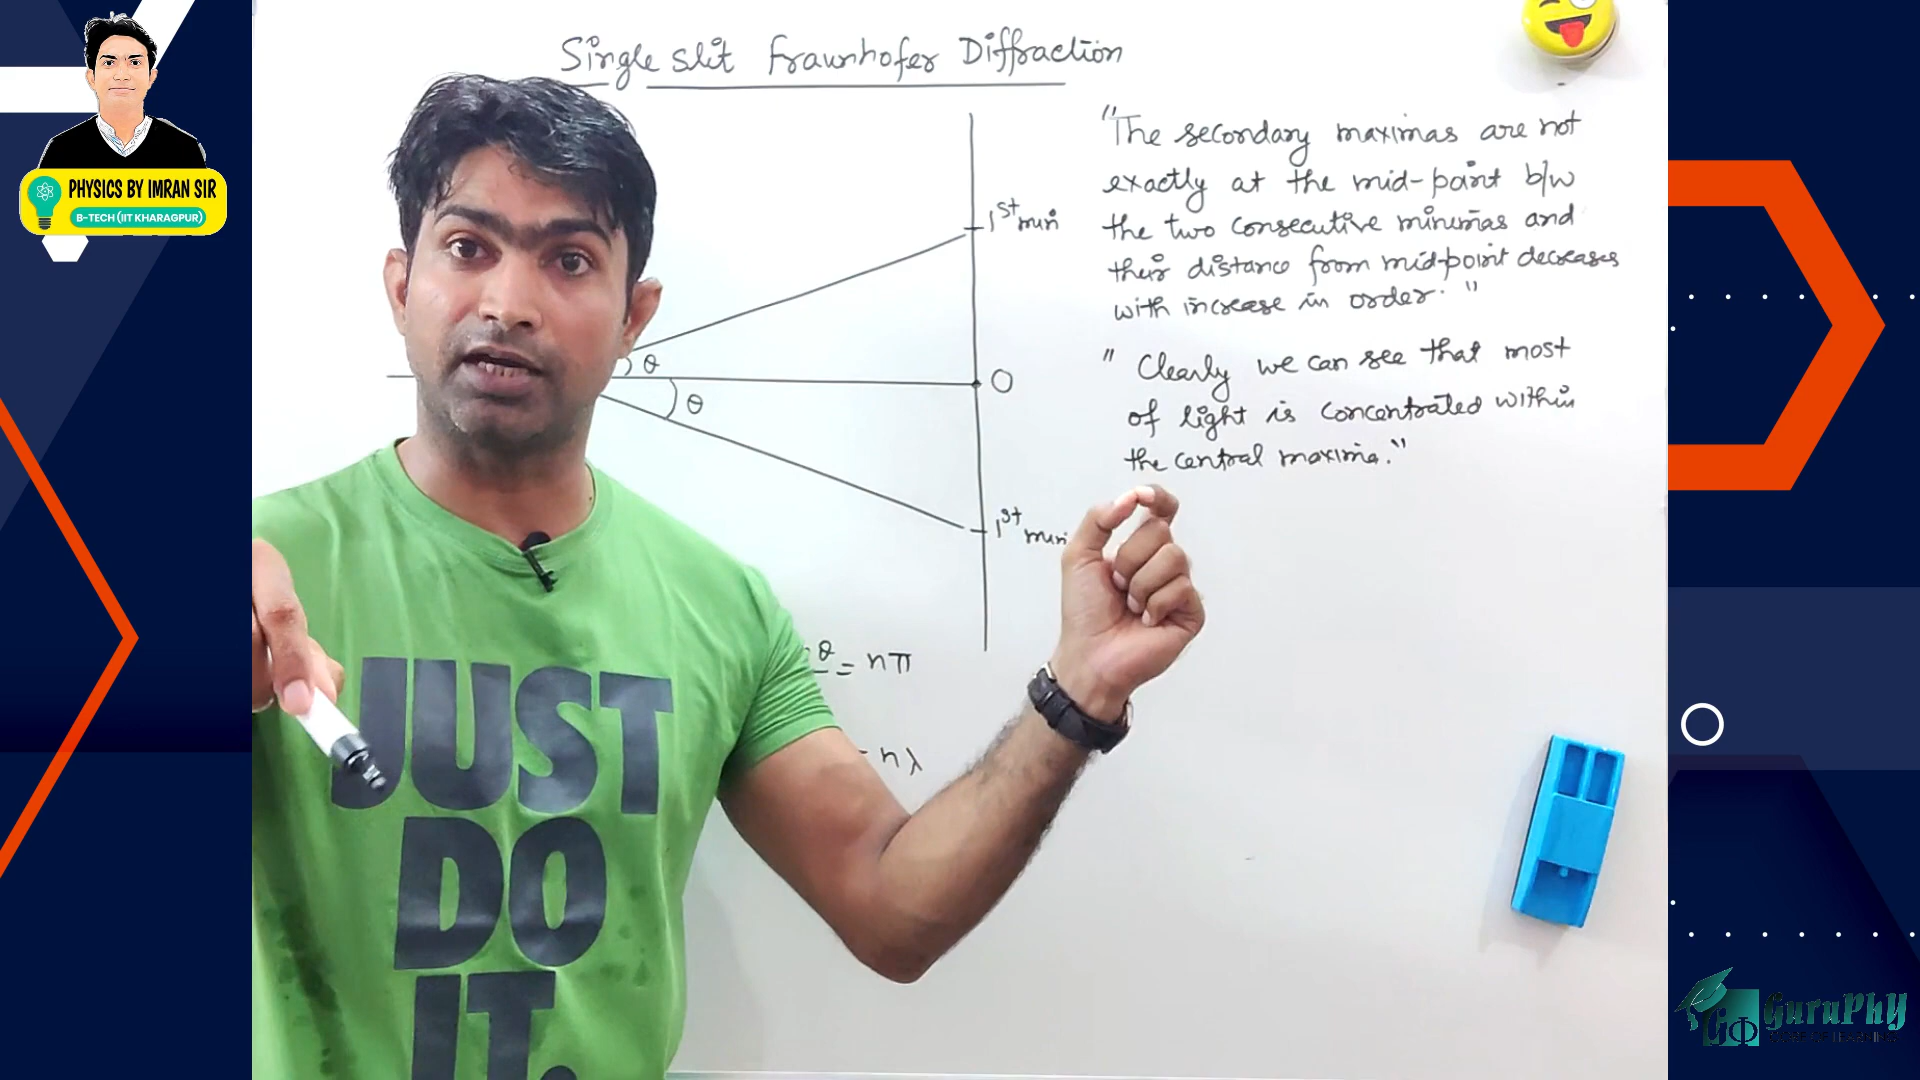 PHYSICS BY IMRAN SIR
B-TECH (IIT KHARAGPUR)
Single slit Fraunhofer Diffraction
1st min
θ
θ
O
1st min
θ = nπ
= nλ
"The secondary maximas are not
exactly at the mid-point b/w
the two consecutive minimas and
their distance from midpoint decreases
with increase in order."
" Clearly we can see that most
of light is concentrated within
the central maxima."
JUST
DO
IT.
GuruPhy